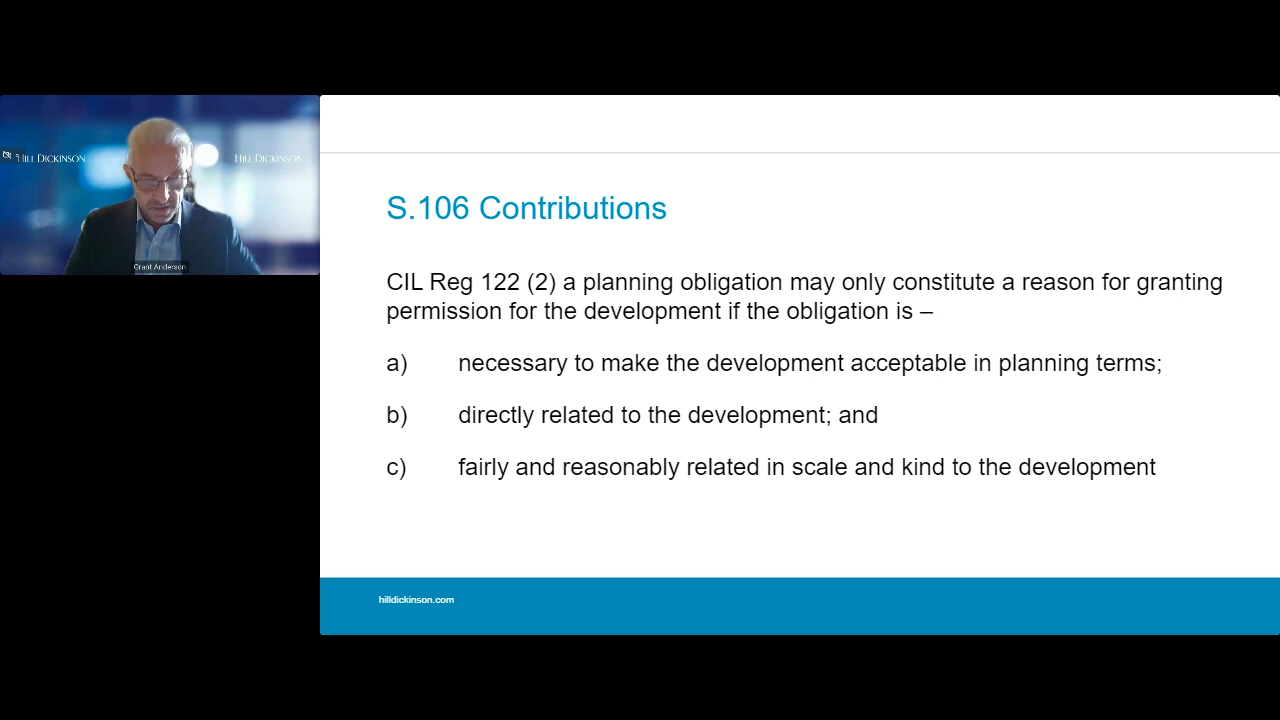 HILL DICKINSON
HILL DICKINSON
Grant Anderson
S.106 Contributions
CIL Reg 122 (2) a planning obligation may only constitute a reason for granting
permission for the development if the obligation is –
a) necessary to make the development acceptable in planning terms;
b) directly related to the development; and
c) fairly and reasonably related in scale and kind to the development
hilldickinson.com